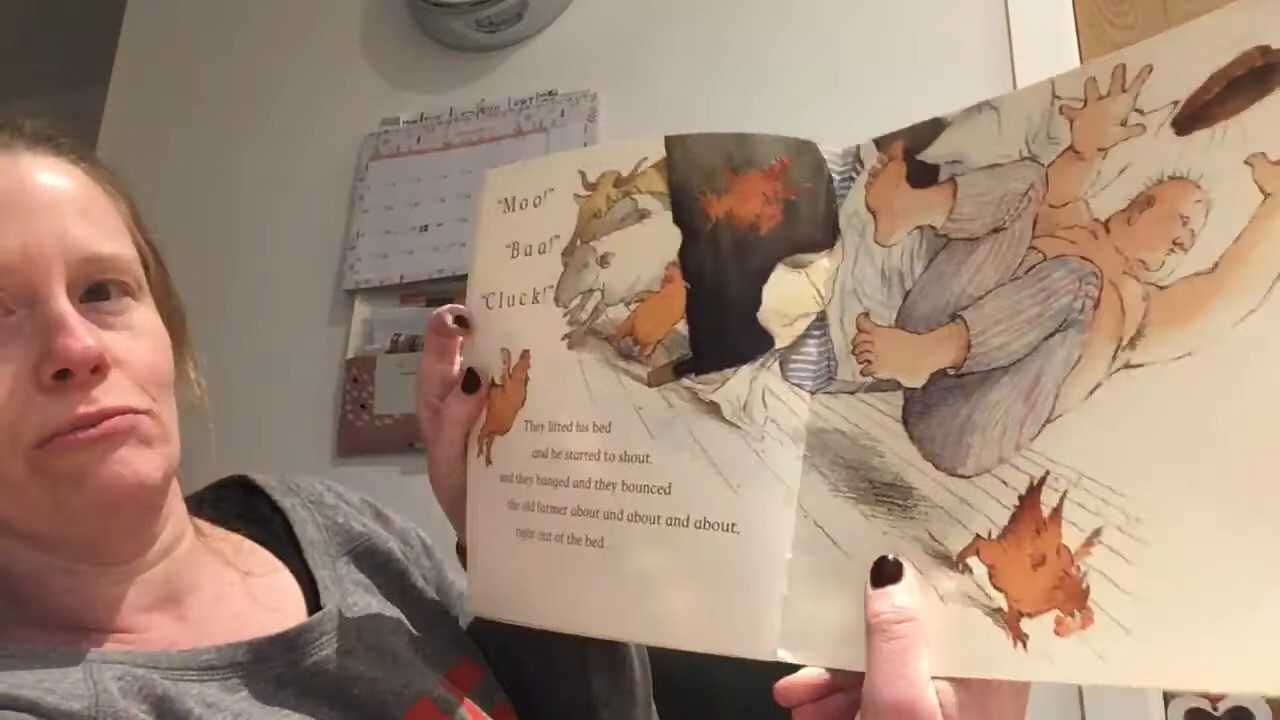 "Moo!"
"Baa!"
"Cluck!"
They lifted his bed
and he started to shout,
and they banged and they bounced
the old farmer about and about and about,
right out of the bed